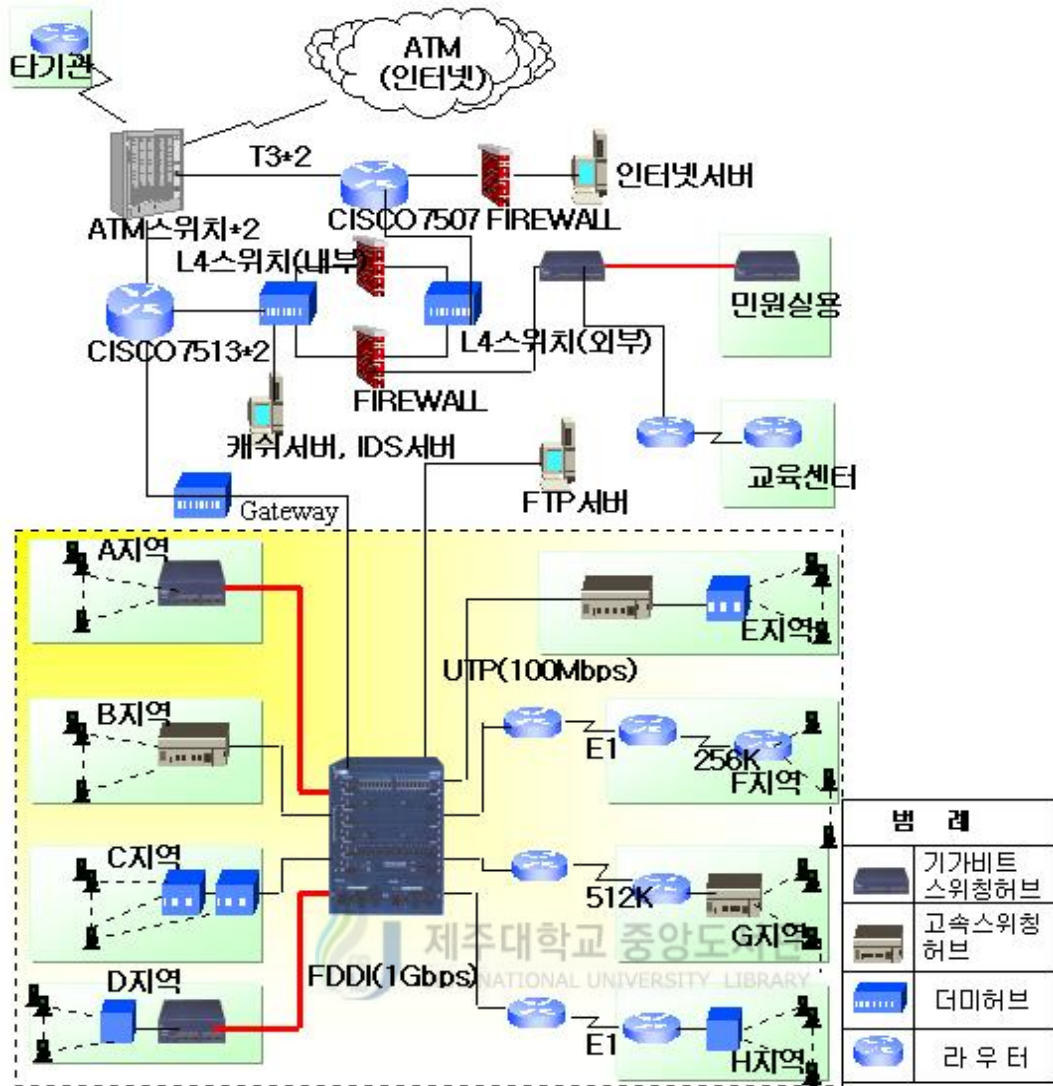 타기관
ATM
(인터넷)
T3*2
인터넷서버
CISCO7507 FIREWALL
ATM스위치*2
L4스위치(내부)
민원실용
L4스위치(외부)
CISCO7513*2
FIREWALL
캐쉬서버, IDS서버
교육센터
FTP서버
Gateway
A지역
E지역
UTP(100Mbps)
B지역
E1
256K
F지역
범 례
기가비트
스위칭허브
C지역
512K
고속스위칭
허브
G지역
제주대학교 중앙도서관
NATIONAL UNIVERSITY LIBRARY
D지역
FDDI(1Gbps)
더미허브
E1
H지역
라 우 터